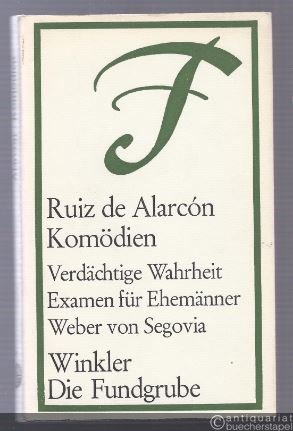 F
Ruiz de Alarcón
Komödien
Verdächtige Wahrheit
Examen für Ehemänner
Weber von Segovia
Winkler
Die Fundgrube
antiquariat
buecherstapel